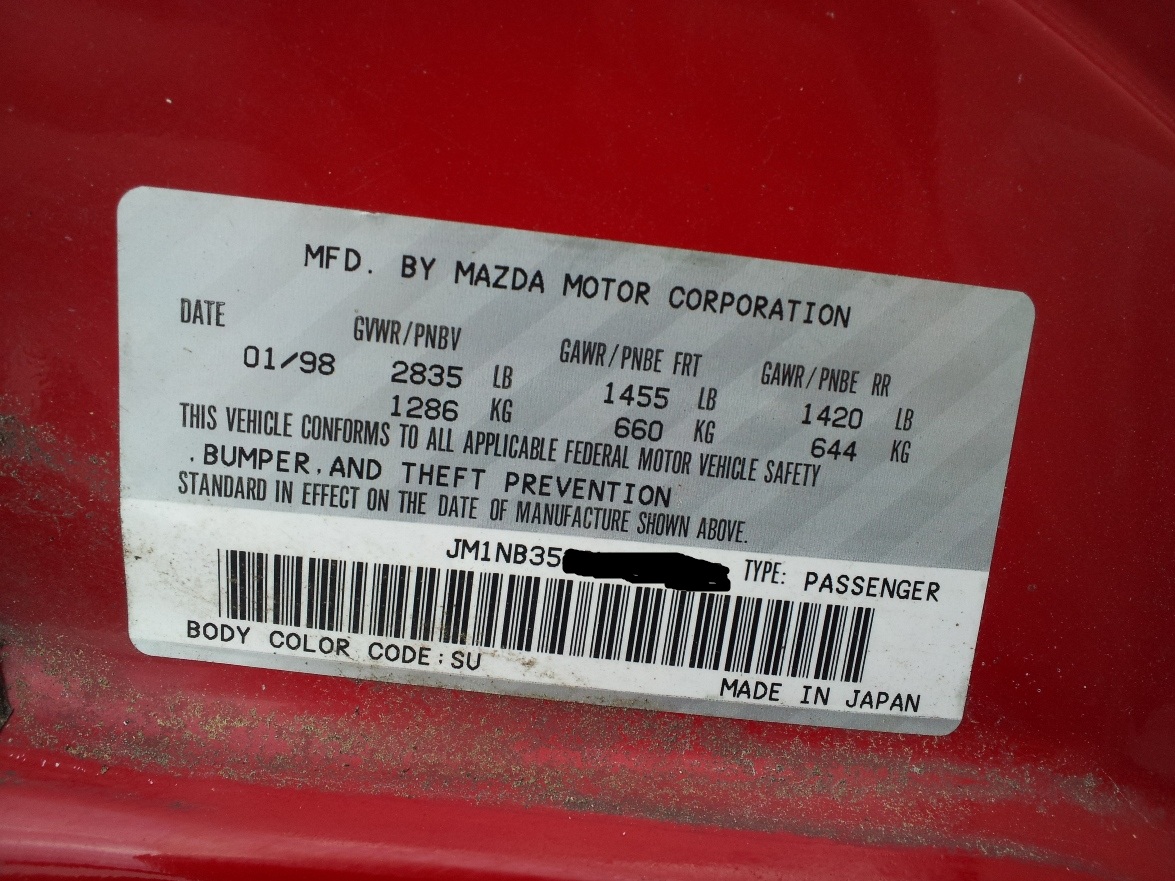 MFD. BY MAZDA MOTOR CORPORATION
DATE GVWR/PNBV GAWR/PNBE FRT GAWR/PNBE RR
01/98 2835 LB 1455 LB 1420 LB
1286 KG 660 KG 644 KG
THIS VEHICLE CONFORMS TO ALL APPLICABLE FEDERAL MOTOR VEHICLE SAFETY
, BUMPER, AND THEFT PREVENTION
STANDARD IN EFFECT ON THE DATE OF MANUFACTURE SHOWN ABOVE.
JM1NB35 TYPE: PASSENGER
BODY COLOR CODE:SU
MADE IN JAPAN